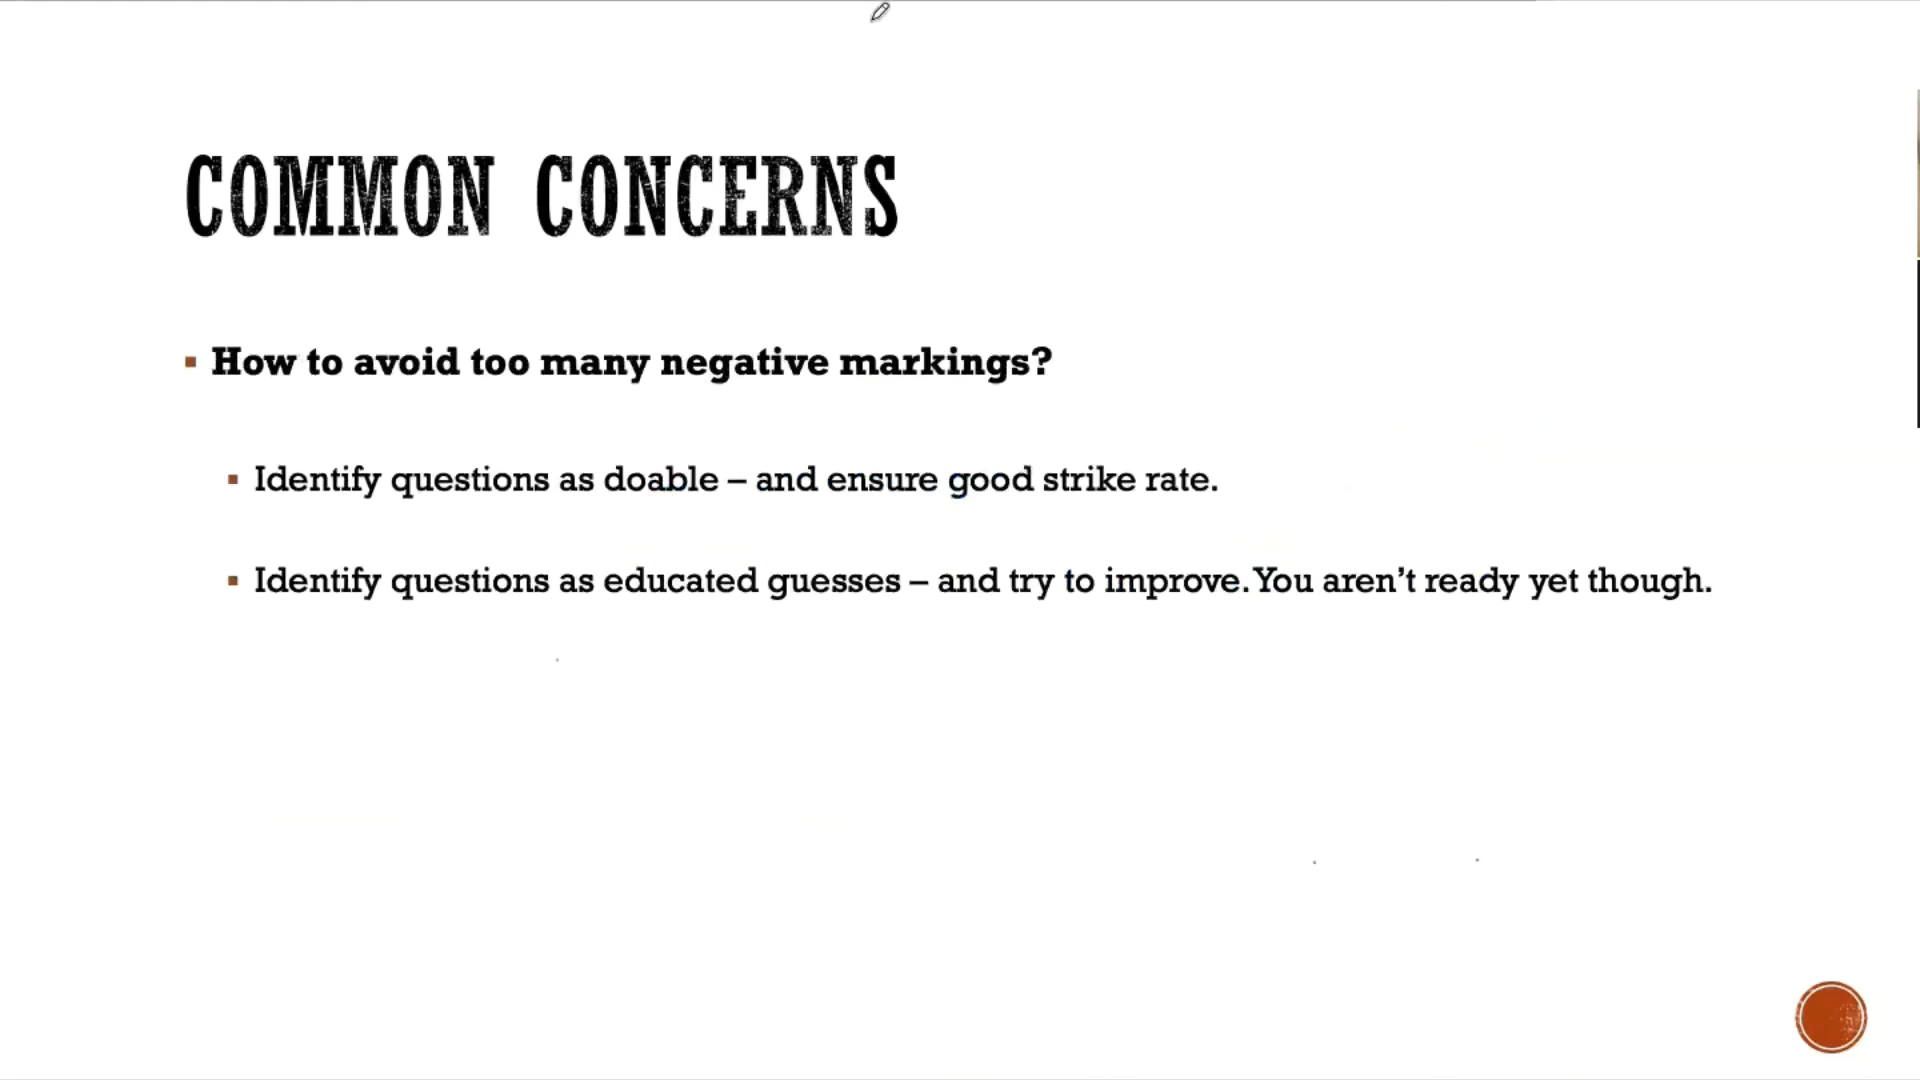 COMMON CONCERNS
How to avoid too many negative markings?
Identify questions as doable – and ensure good strike rate.
Identify questions as educated guesses – and try to improve. You aren’t ready yet though.